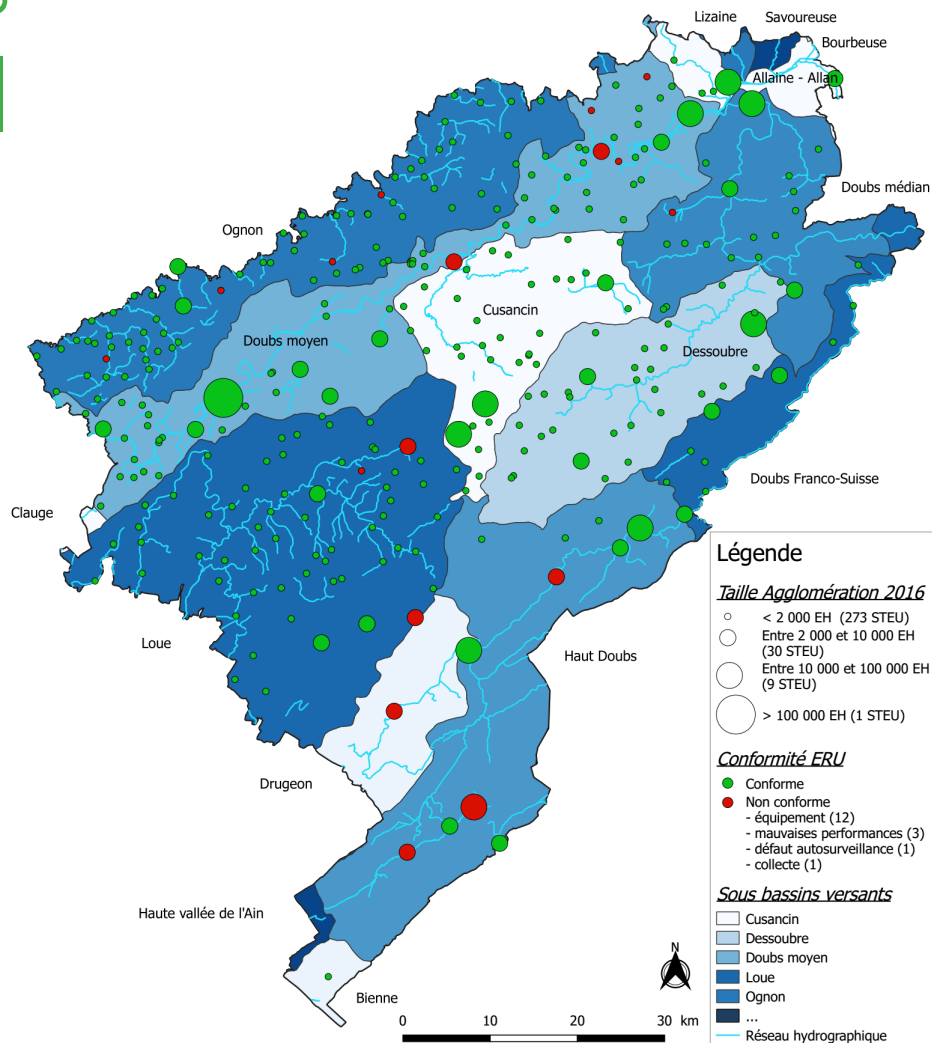 Lizaine
Savoureuse
Bourbeuse
Allaine - Allan
Doubs médian
Ognon
Cusancin
Doubs moyen
Dessoubre
Doubs Franco-Suisse
Clauge
Loue
Haut Doubs
Drugeon
Haute vallée de l'Ain
Bienne
N
0 10 20 30 km
Légende
Taille Agglomération 2016
< 2 000 EH (273 STEU)
Entre 2 000 et 10 000 EH
(30 STEU)
Entre 10 000 et 100 000 EH
(9 STEU)
> 100 000 EH (1 STEU)
Conformité ERU
Conforme
Non conforme
- équipement (12)
- mauvaises performances (3)
- défaut autosurveillance (1)
- collecte (1)
Sous bassins versants
Cusancin
Dessoubre
Doubs moyen
Loue
Ognon
...
Réseau hydrographique